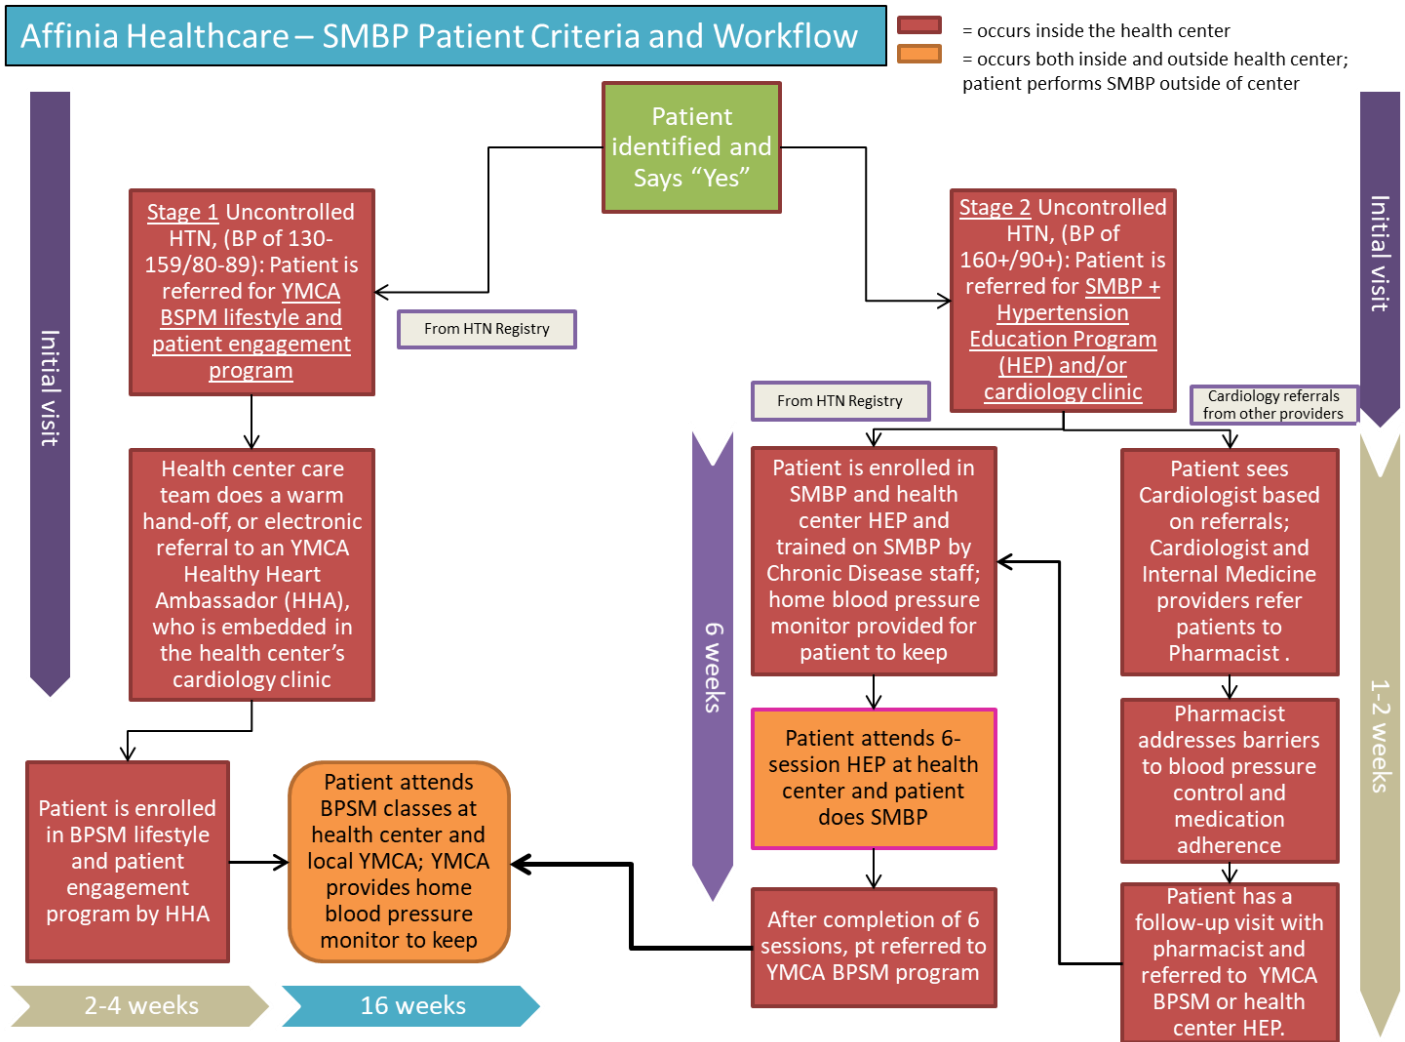 Affinia Healthcare – SMBP Patient Criteria and Workflow
= occurs inside the health center
= occurs both inside and outside health center;
patient performs SMBP outside of center
Patient
identified and
Says “Yes”
Initial visit
Stage 1 Uncontrolled
HTN, (BP of 130-
159/80-89): Patient is
referred for YMCA
BSPM lifestyle and
patient engagement
program
From HTN Registry
Health center care
team does a warm
hand-off, or electronic
referral to an YMCA
Healthy Heart
Ambassador (HHA),
who is embedded in
the health center’s
cardiology clinic
Patient is enrolled
in BPSM lifestyle
and patient
engagement
program by HHA
Patient attends
BPSM classes at
health center and
local YMCA; YMCA
provides home
blood pressure
monitor to keep
2-4 weeks
16 weeks
Stage 2 Uncontrolled
HTN, (BP of
160+/90+): Patient is
referred for SMBP +
Hypertension
Education Program
(HEP) and/or
cardiology clinic
Initial visit
From HTN Registry
Cardiology referrals
from other providers
6 weeks
Patient is enrolled in
SMBP and health
center HEP and
trained on SMBP by
Chronic Disease staff;
home blood pressure
monitor provided for
patient to keep
Patient attends 6-
session HEP at health
center and patient
does SMBP
After completion of 6
sessions, pt referred to
YMCA BPSM program
Patient sees
Cardiologist based
on referrals;
Cardiologist and
Internal Medicine
providers refer
patients to
Pharmacist .
Pharmacist
addresses barriers
to blood pressure
control and
medication
adherence
Patient has a
follow-up visit with
pharmacist and
referred to YMCA
BPSM or health
center HEP.
1-2 weeks